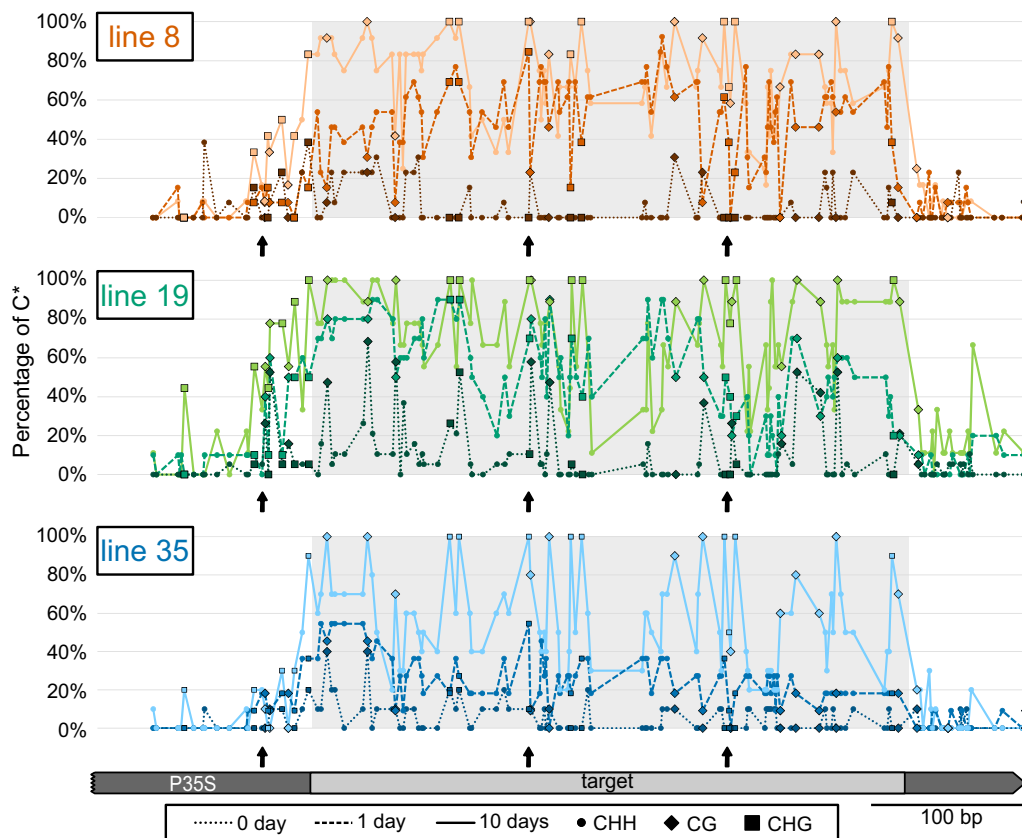 Percentage of C*
line 8
100%
80%
60%
40%
20%
0%
line 19
100%
80%
60%
40%
20%
0%
line 35
100%
80%
60%
40%
20%
0%
P35S target
0 day 1 day 10 days CHH CG CHG
100 bp